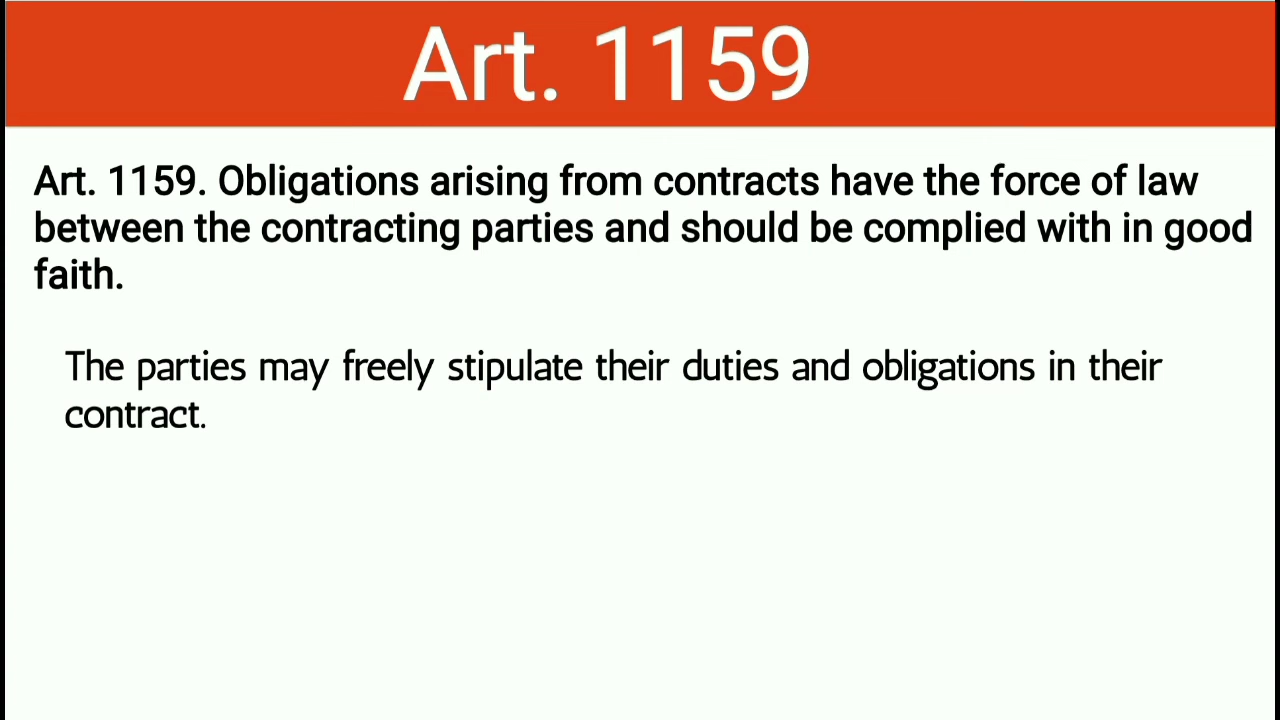 Art. 1159
Art. 1159. Obligations arising from contracts have the force of law
between the contracting parties and should be complied with in good
faith.
The parties may freely stipulate their duties and obligations in their
contract.